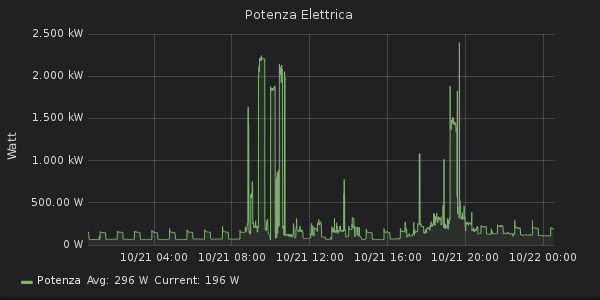 Potenza Elettrica
2.500 kW
2.000 kW
1.500 kW
1.000 kW
500.00 W
0 W
Watt
10/21 04:00 10/21 08:00 10/21 12:00 10/21 16:00 10/21 20:00 10/22 00:00
Potenza Avg: 296 W Current: 196 W